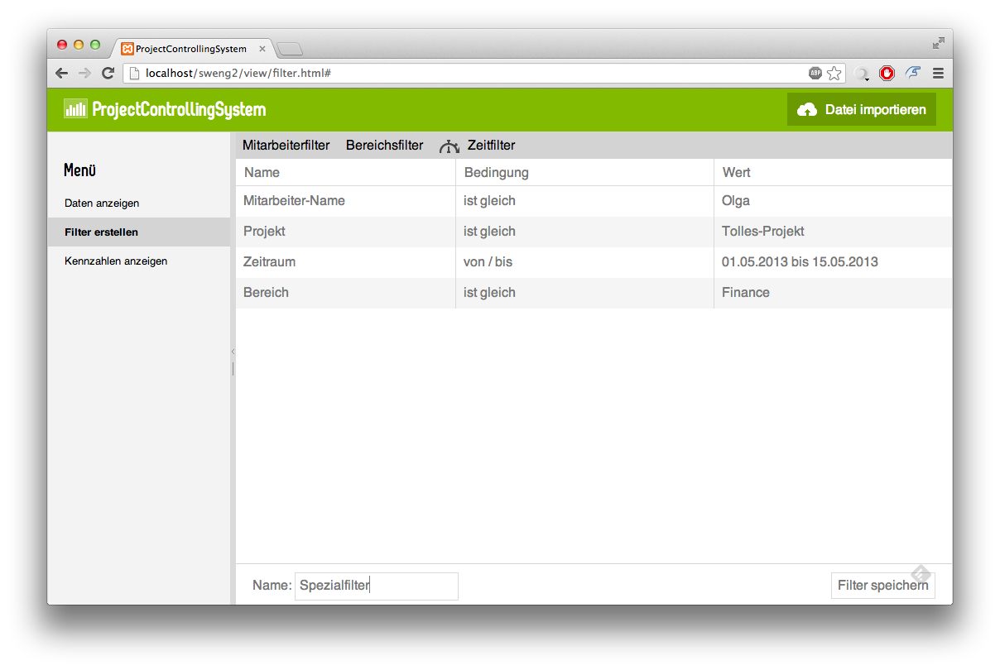 ProjectControllingSystem
localhost/sweng2/view/filter.html#
ABP
ProjectControllingSystem
Datei importieren
Menü
Daten anzeigen
Filter erstellen
Kennzahlen anzeigen
Mitarbeiterfilter Bereichsfilter Zeitfilter
Name Bedingung Wert
Mitarbeiter-Name ist gleich Olga
Projekt ist gleich Tolles-Projekt
Zeitraum von / bis 01.05.2013 bis 15.05.2013
Bereich ist gleich Finance
Name: Spezialfilter Filter speichern